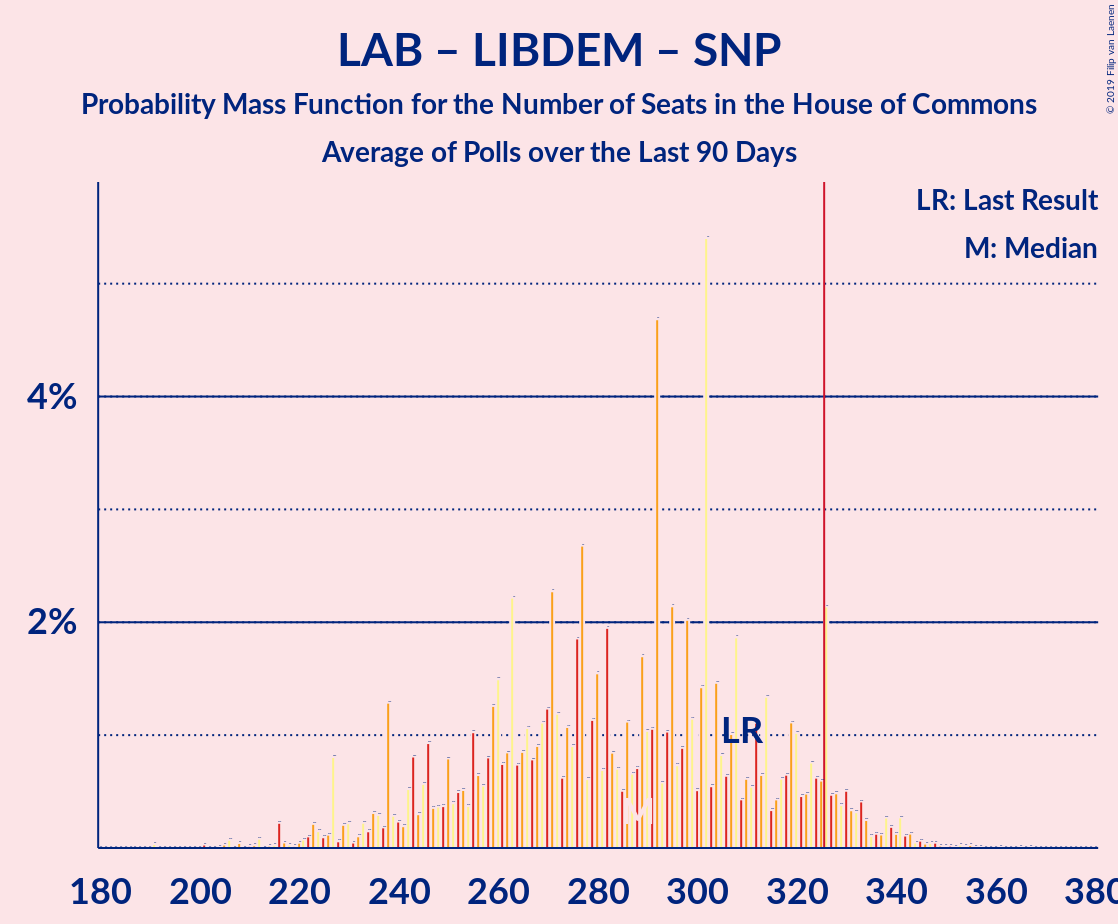 LAB – LIBDEM – SNP
Probability Mass Function for the Number of Seats in the House of Commons
Average of Polls over the Last 90 Days
© 2019 Filip van Laenen
LR: Last Result
M: Median
4%
2%
LR
M
180 200 220 240 260 280 300 320 340 360 380